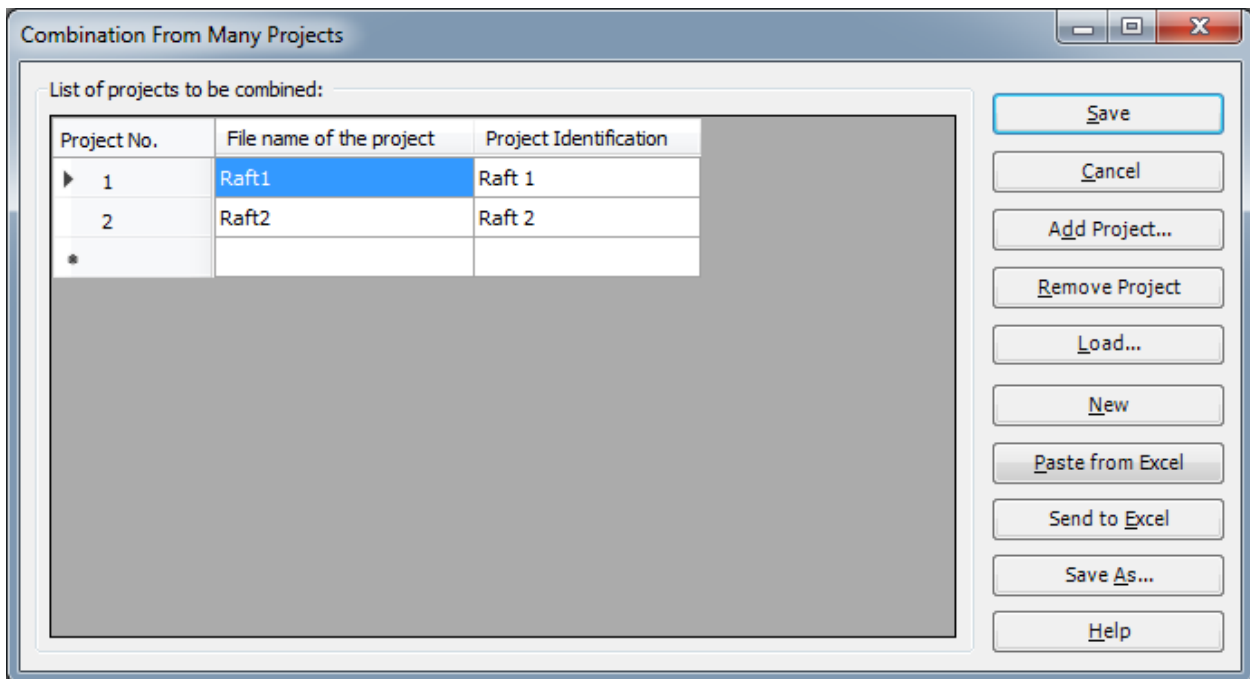 Combination From Many Projects
List of projects to be combined:
Project No. File name of the project Project Identification
1 Raft1 Raft 1
2 Raft2 Raft 2
Save
Cancel
Add Project...
Remove Project
Load...
New
Paste from Excel
Send to Excel
Save As...
Help